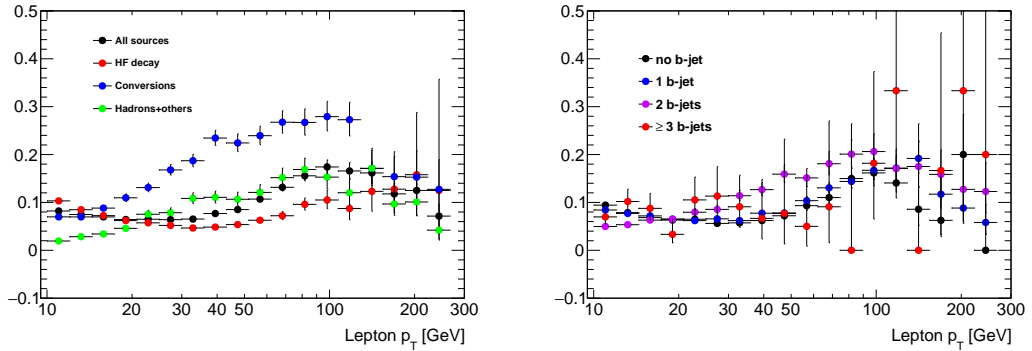 0.5
0.4
0.3
0.2
0.1
0
−0.1
All sources
HF decay
Conversions
Hadrons+others
10 20 30 40 50 100 200 300
Lepton p_T [GeV]
0.5
0.4
0.3
0.2
0.1
0
−0.1
no b-jet
1 b-jet
2 b-jets
≥ 3 b-jets
10 20 30 40 50 100 200 300
Lepton p_T [GeV]